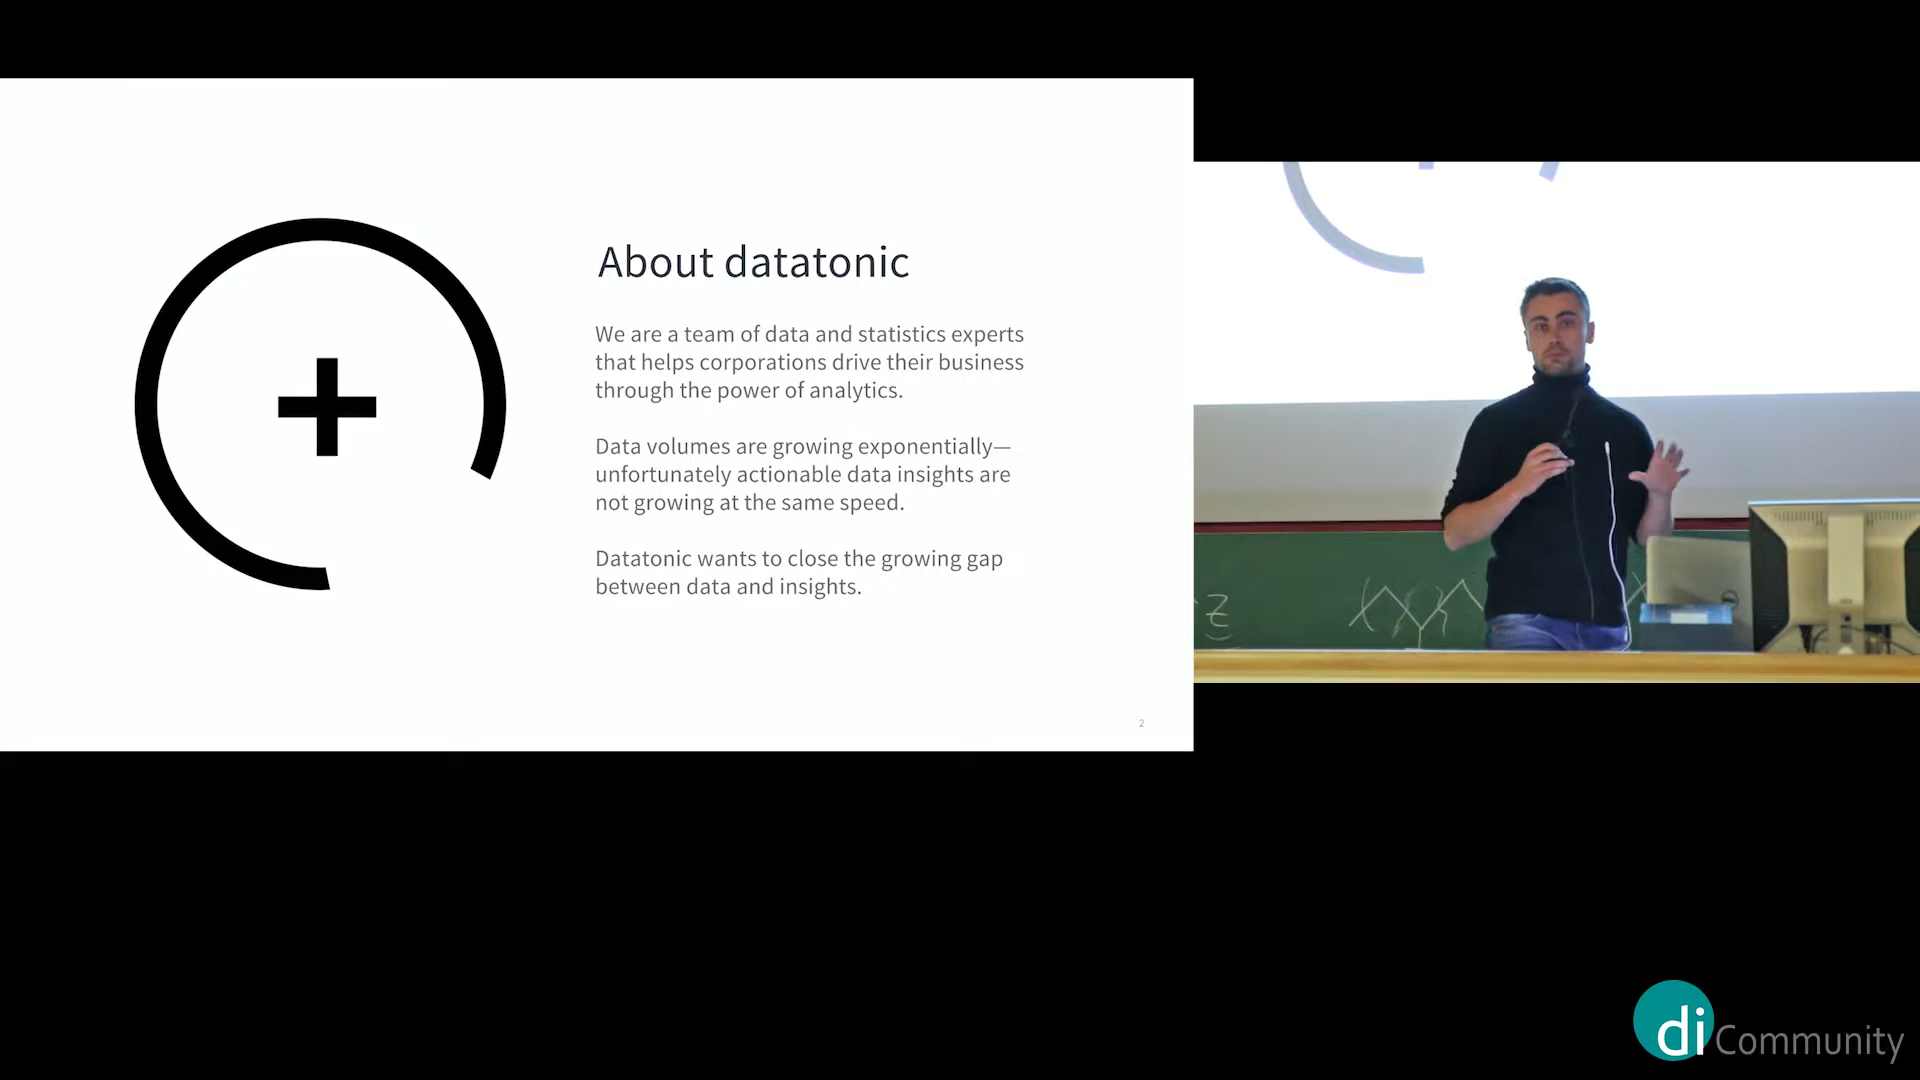 About datatonic
We are a team of data and statistics experts
that helps corporations drive their business
through the power of analytics.
Data volumes are growing exponentially—
unfortunately actionable data insights are
not growing at the same speed.
Datatonic wants to close the growing gap
between data and insights.
2
z
di Community